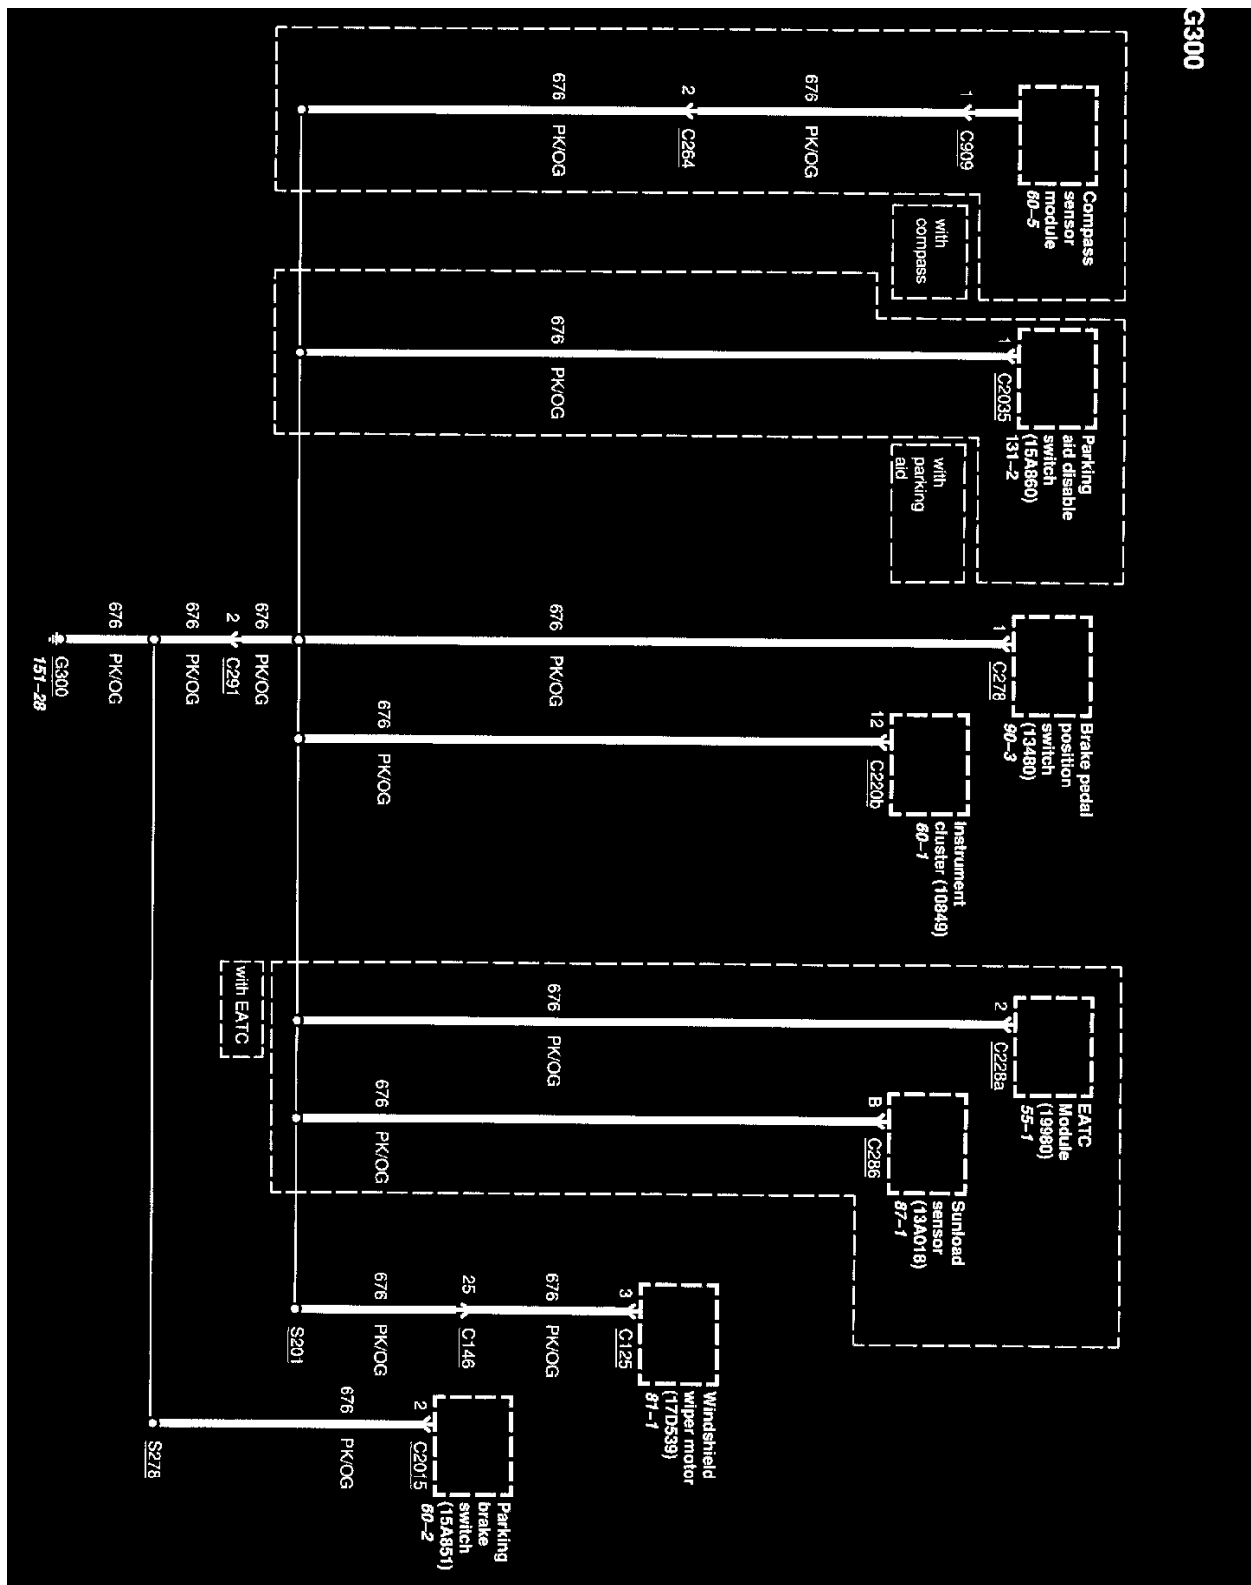 G300
Compass
sensor
module
60–5
1
C909
676
PK/OG
2
C264
676
PK/OG
with
compass
Parking
aid disable
switch
(15A860)
131–2
1
C2035
676
PK/OG
with
parking
aid
Brake pedal
position
switch
(13480)
90–3
1
C278
676
PK/OG
Instrument
cluster (10849)
60–1
12
C220b
676
PK/OG
676
PK/OG
2
C291
676
PK/OG
676
PK/OG
G300
151–28
EATC
Module
(19980)
55–1
2
C228a
676
PK/OG
Sunload
sensor
(13A018)
87–1
B
C286
676
PK/OG
with EATC
Windshield
wiper motor
(17D539)
81–1
3
C125
676
PK/OG
25
C146
676
PK/OG
S201
Parking
brake
switch
(15A851)
60–2
2
C2015
676
PK/OG
S278